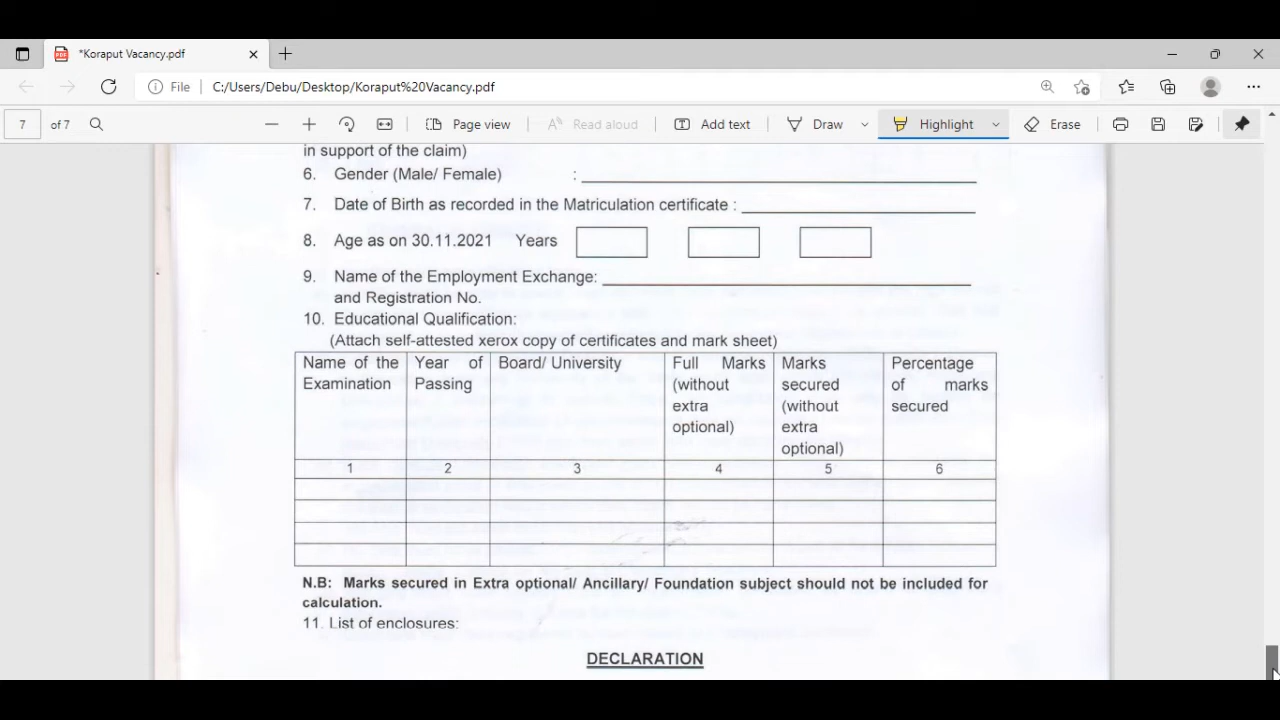 *Koraput Vacancy.pdf
File C:/Users/Debu/Desktop/Koraput%20Vacancy.pdf
7 of 7 Page view Read aloud Add text Draw Highlight Erase
in support of the claim)
6. Gender (Male/ Female) : ____
7. Date of Birth as recorded in the Matriculation certificate : ____
8. Age as on 30.11.2021 Years
9. Name of the Employment Exchange: ____
and Registration No.
10. Educational Qualification:
(Attach self-attested xerox copy of certificates and mark sheet)
Name of the Examination Year of Passing Board/ University Full Marks (without extra optional) Marks secured (without extra optional) Percentage of marks secured
1 2 3 4 5 6
N.B: Marks secured in Extra optional/ Ancillary/ Foundation subject should not be included for
calculation.
11. List of enclosures:
DECLARATION